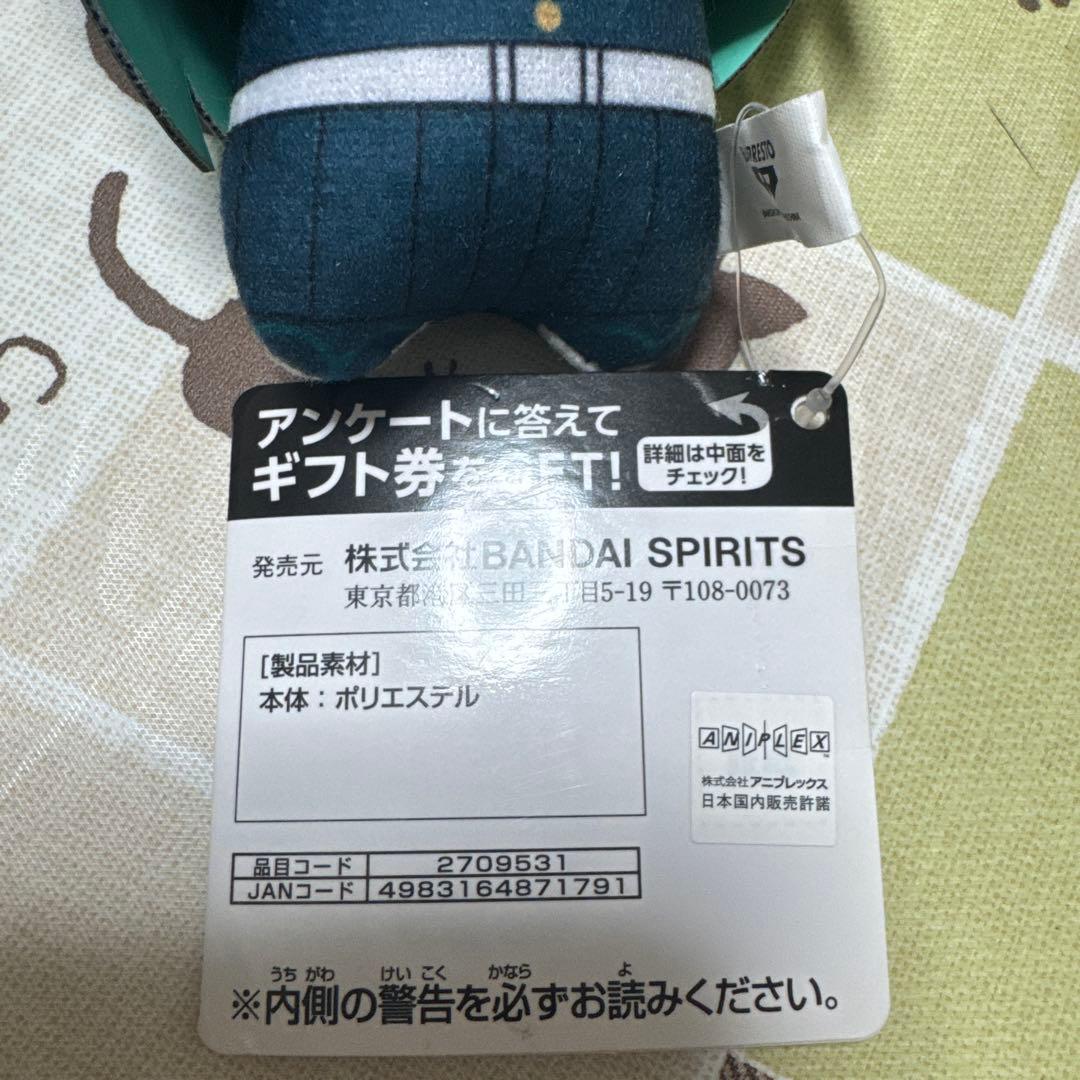 アンケートに答えて
ギフト券を GET!
詳細は中面を
チェック!
発売元 株式会社BANDAI SPIRITS
東京都港区三田三丁目5-19 〒108-0073
[製品素材]
本体:ポリエステル
ANIPLEX
株式会社アニプレックス
日本国内販売許諾
品目コード 2709531
JANコード 4983164871791
うち がわ けい こく かなら よ
※内側の警告を必ずお読みください。